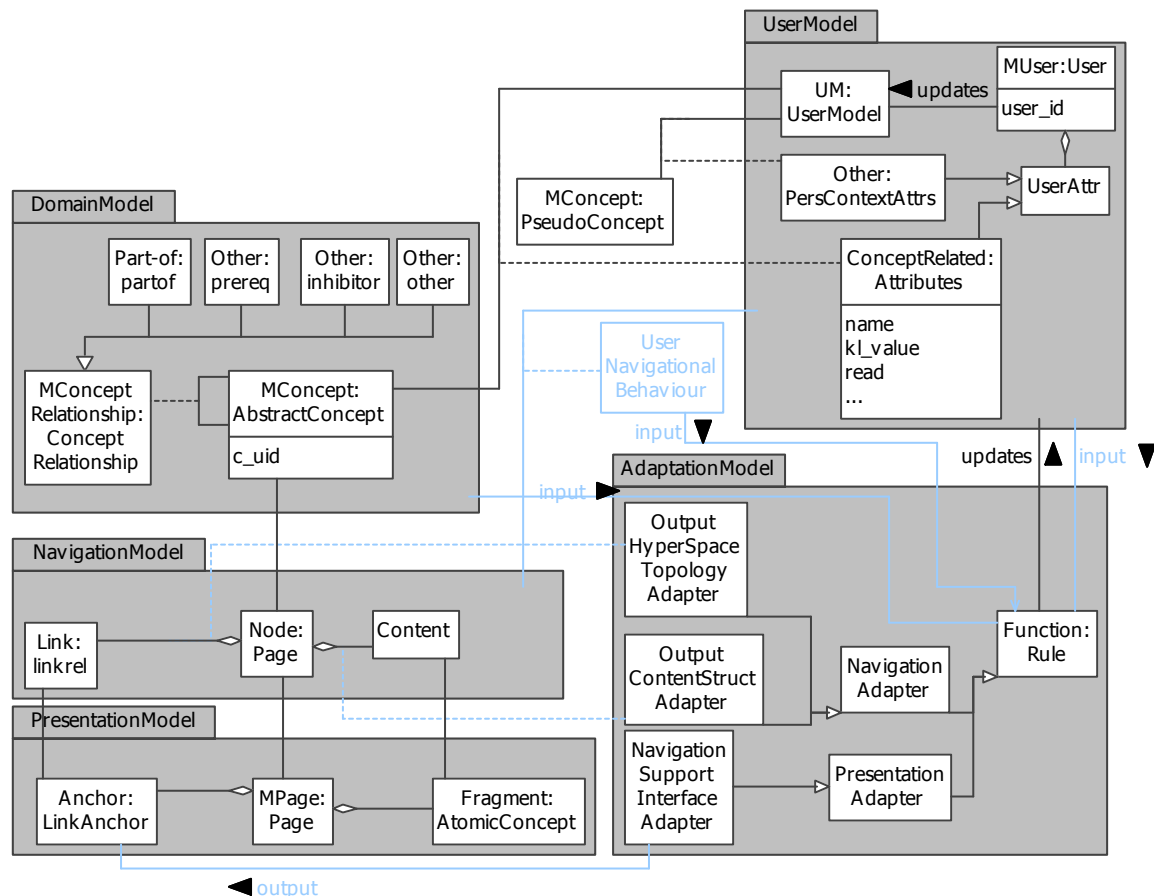 UserModel
MUser:User
user_id
UM:
UserModel
updates
Other:
PersContextAttrs
UserAttr
MConcept:
PseudoConcept
ConceptRelated:
Attributes
name
kl_value
read
...
DomainModel
Part-of:
partof
Other:
prereq
Other:
inhibitor
Other:
other
MConcept
Relationship:
Concept
Relationship
MConcept:
AbstractConcept
c_uid
User
Navigational
Behaviour
input
updates
input
input
AdaptationModel
Output
HyperSpace
Topology
Adapter
Output
ContentStruct
Adapter
Navigation
Support
Interface
Adapter
Navigation
Adapter
Presentation
Adapter
Function:
Rule
NavigationModel
Link:
linkrel
Node:
Page
Content
PresentationModel
Anchor:
LinkAnchor
MPage:
Page
Fragment:
AtomicConcept
output